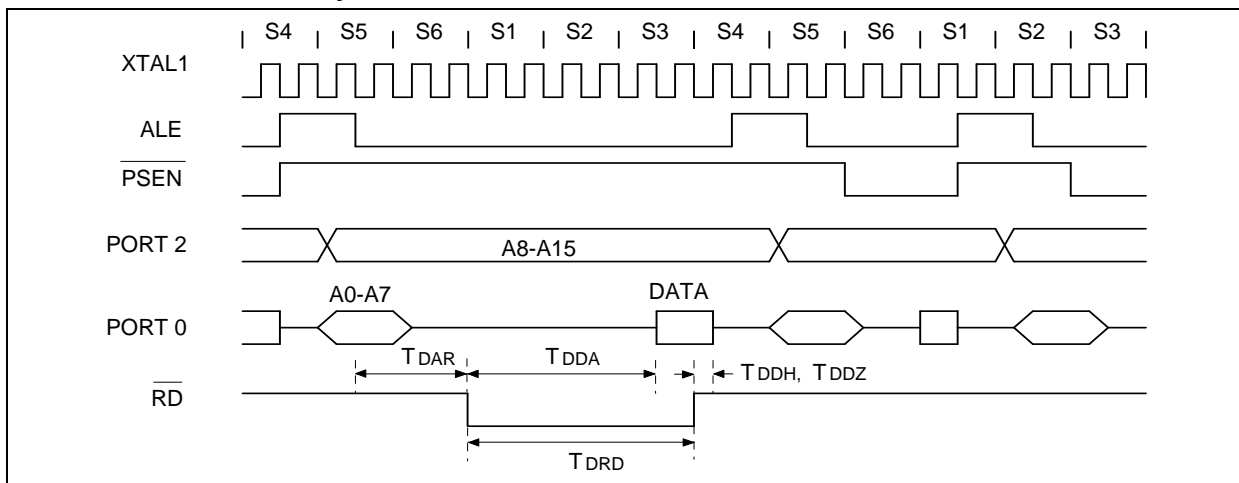 S4 S5 S6 S1 S2 S3 S4 S5 S6 S1 S2 S3
XTAL1
ALE
PSEN
PORT 2
A8-A15
A0-A7
DATA
PORT 0
TDAR
TDDA
TDDH, TDDZ
RD
TDRD